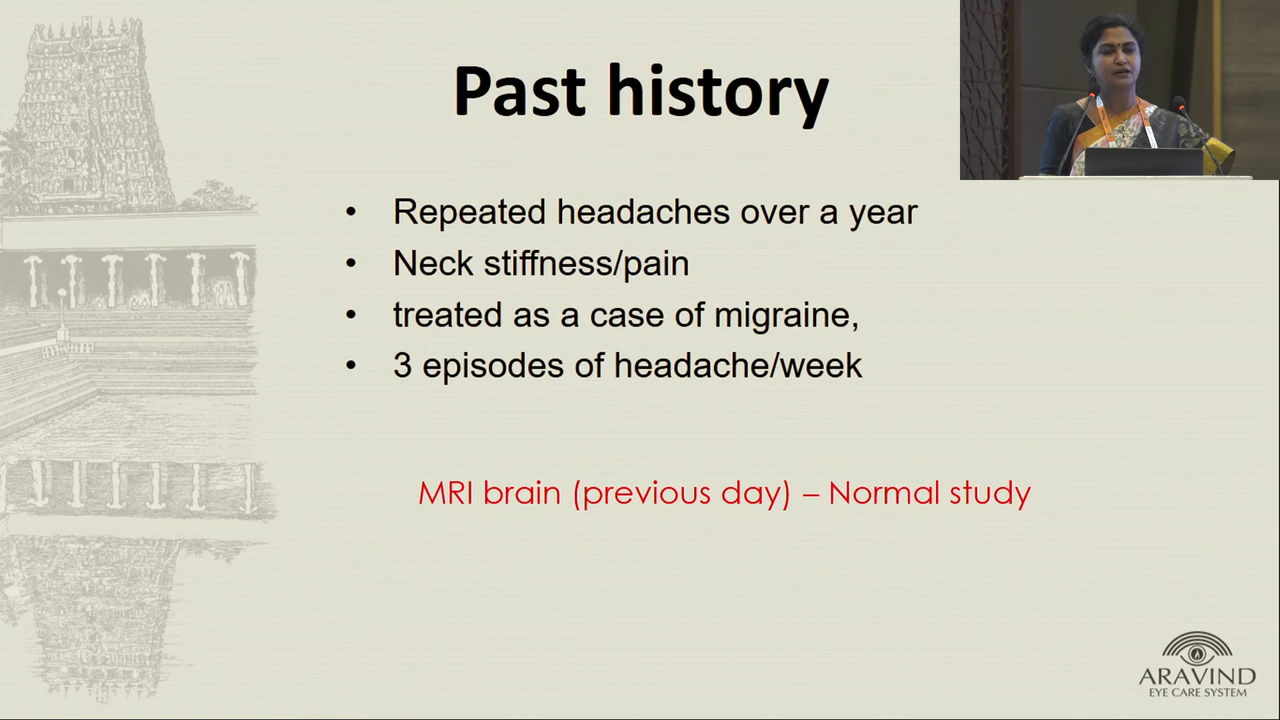 Past history
• Repeated headaches over a year
• Neck stiffness/pain
• treated as a case of migraine,
• 3 episodes of headache/week
MRI brain (previous day) – Normal study
ARAVIND
EYE CARE SYSTEM